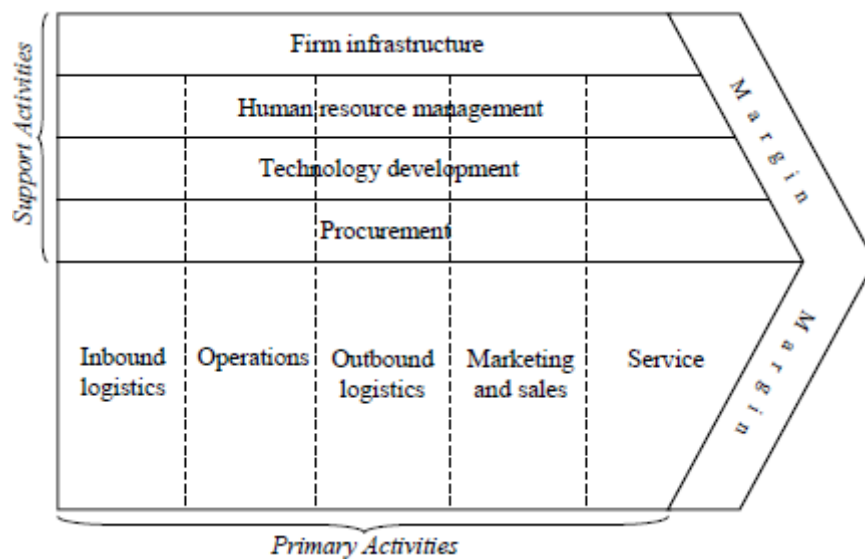 Support Activities
Firm infrastructure
Human resource management
Technology development
Procurement
Inbound
logistics
Operations
Outbound
logistics
Marketing
and sales
Service
Margin
Margin
Primary Activities